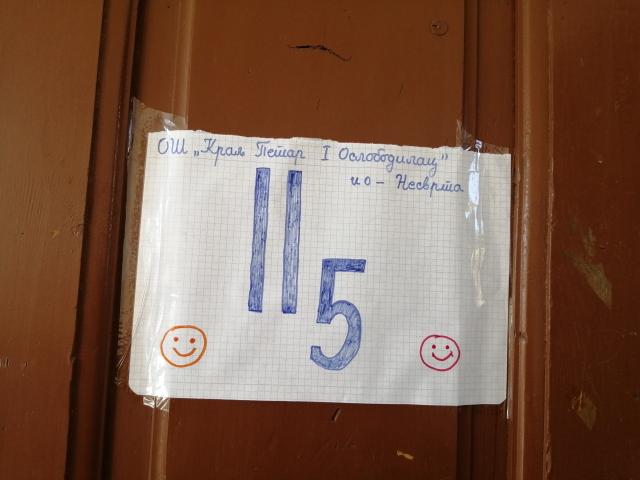 ОШ „Краљ Петар I Ослободилац"
ио - Несврта
II5